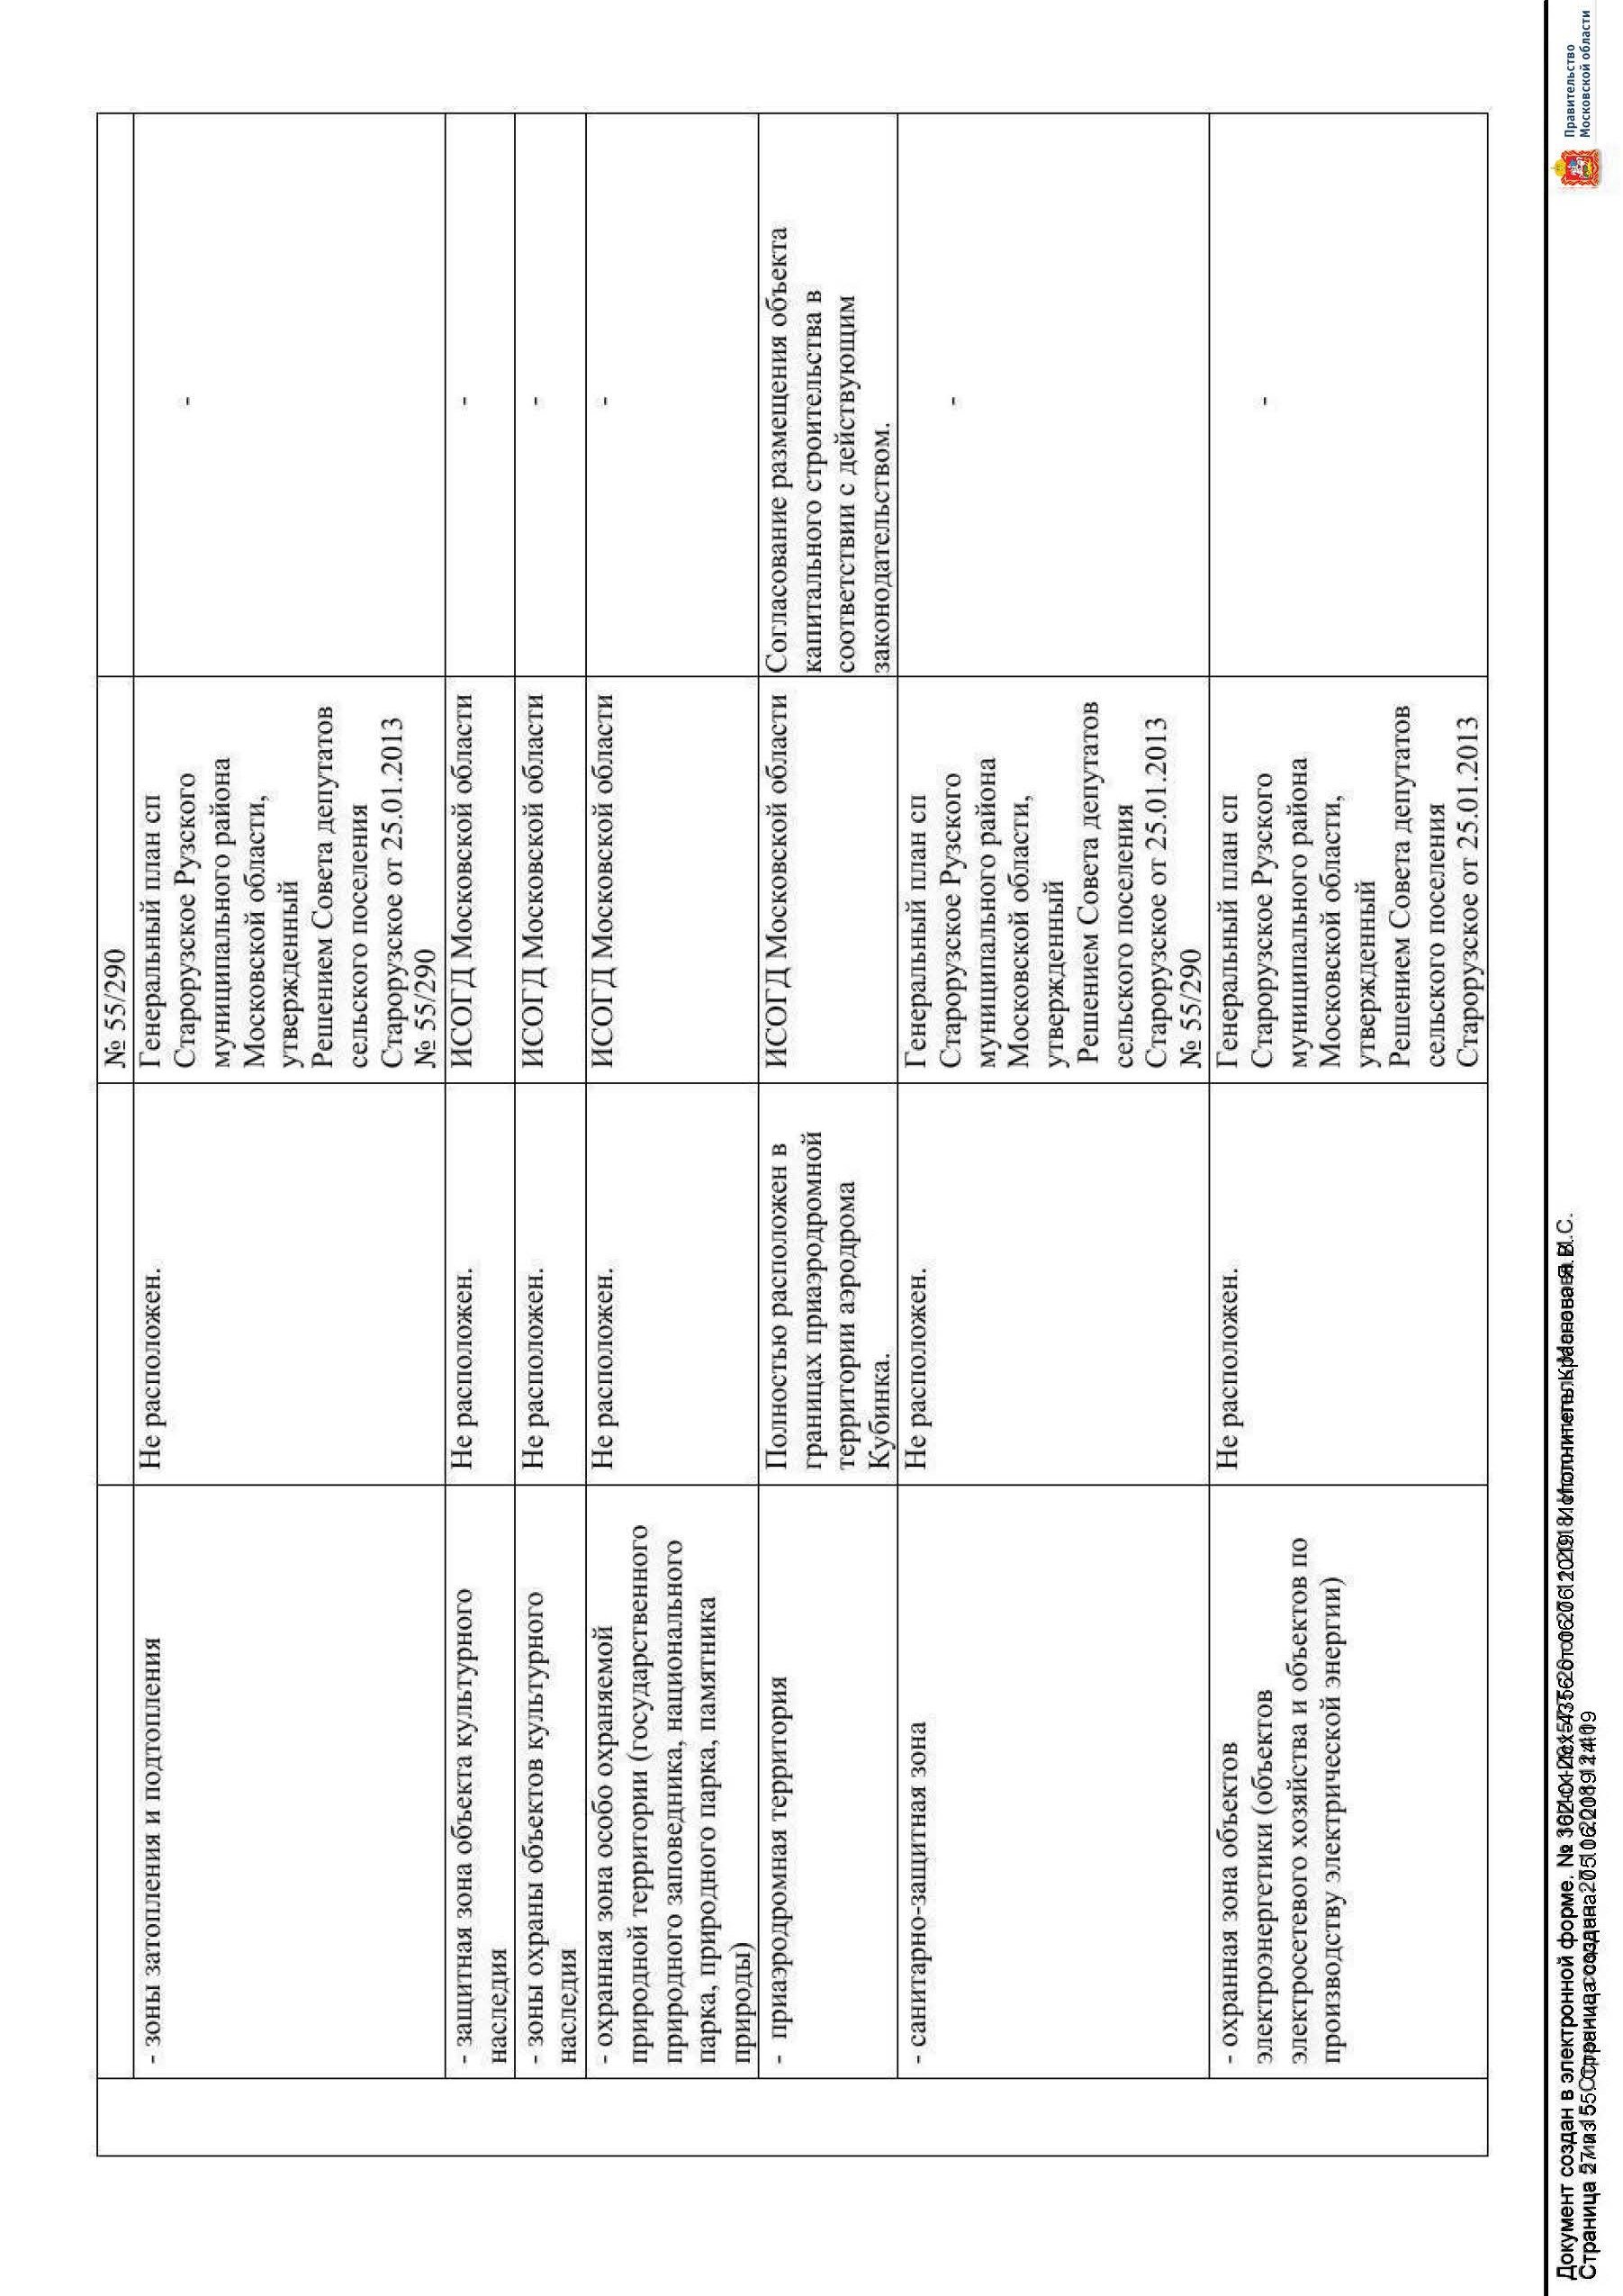 № 55/290
- зоны затопления и подтопления
Не расположен.
Генеральный план сп
Старорузское Рузского
муниципального района
Московской области,
утвержденный
Решением Совета депутатов
сельского поселения
Старорузское от 25.01.2013
№ 55/290
-
- защитная зона объекта культурного
наследия
Не расположен.
ИСОГД Московской области
-
- зоны охраны объектов культурного
наследия
Не расположен.
ИСОГД Московской области
-
- охранная зона особо охраняемой
природной территории (государственного
природного заповедника, национального
парка, природного парка, памятника
природы)
Не расположен.
ИСОГД Московской области
-
- приаэродромная территория
Полностью расположен в
границах приаэродромной
территории аэродрома
Кубинка.
ИСОГД Московской области
Согласование размещения объекта
капитального строительства в
соответствии с действующим
законодательством.
- санитарно-защитная зона
Не расположен.
Генеральный план сп
Старорузское Рузского
муниципального района
Московской области,
утвержденный
Решением Совета депутатов
сельского поселения
Старорузское от 25.01.2013
№ 55/290
-
- охранная зона объектов
электроэнергетики (объектов
электросетевого хозяйства и объектов по
производству электрической энергии)
Не расположен.
Генеральный план сп
Старорузское Рузского
муниципального района
Московской области,
утвержденный
Решением Совета депутатов
сельского поселения
Старорузское от 25.01.2013
-
Документ создан в электронной форме. №
Страница
Правительство
Московской области